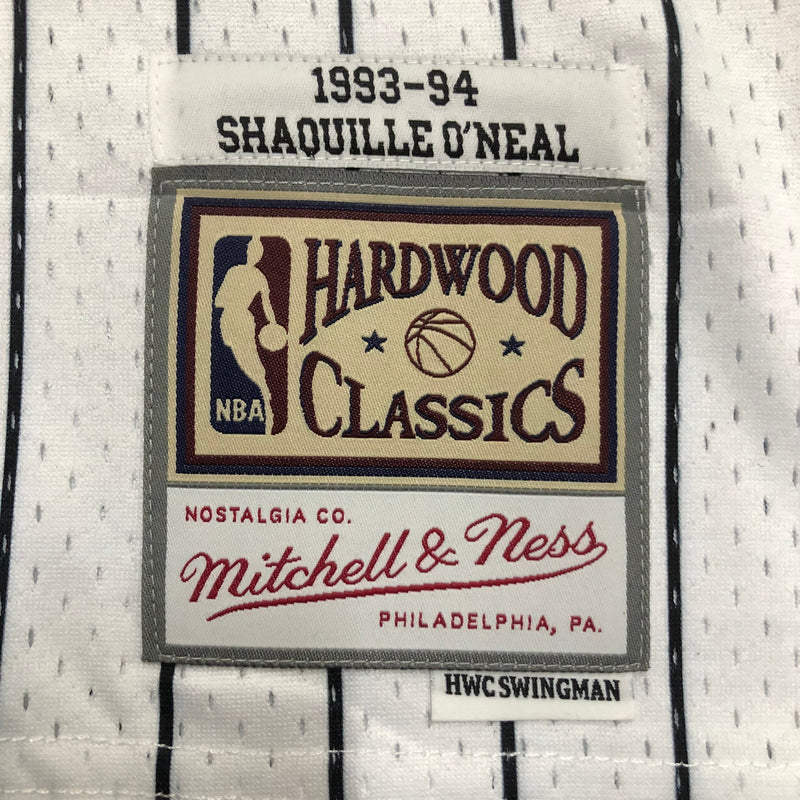 1993-94
SHAQUILLE O'NEAL
HARDWOOD
CLASSICS
NBA
NOSTALGIA CO.
Mitchell & Ness
PHILADELPHIA, PA.
HWC SWINGMAN